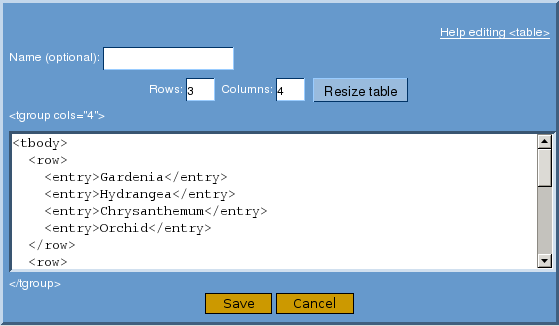 Help editing <table>
Name (optional):
Rows: 3 Columns: 4 Resize table
<tgroup cols="4">
<tbody>
  <row>
    <entry>Gardenia</entry>
    <entry>Hydrangea</entry>
    <entry>Chrysanthemum</entry>
    <entry>Orchid</entry>
  </row>
  <row>
</tgroup>
Save Cancel